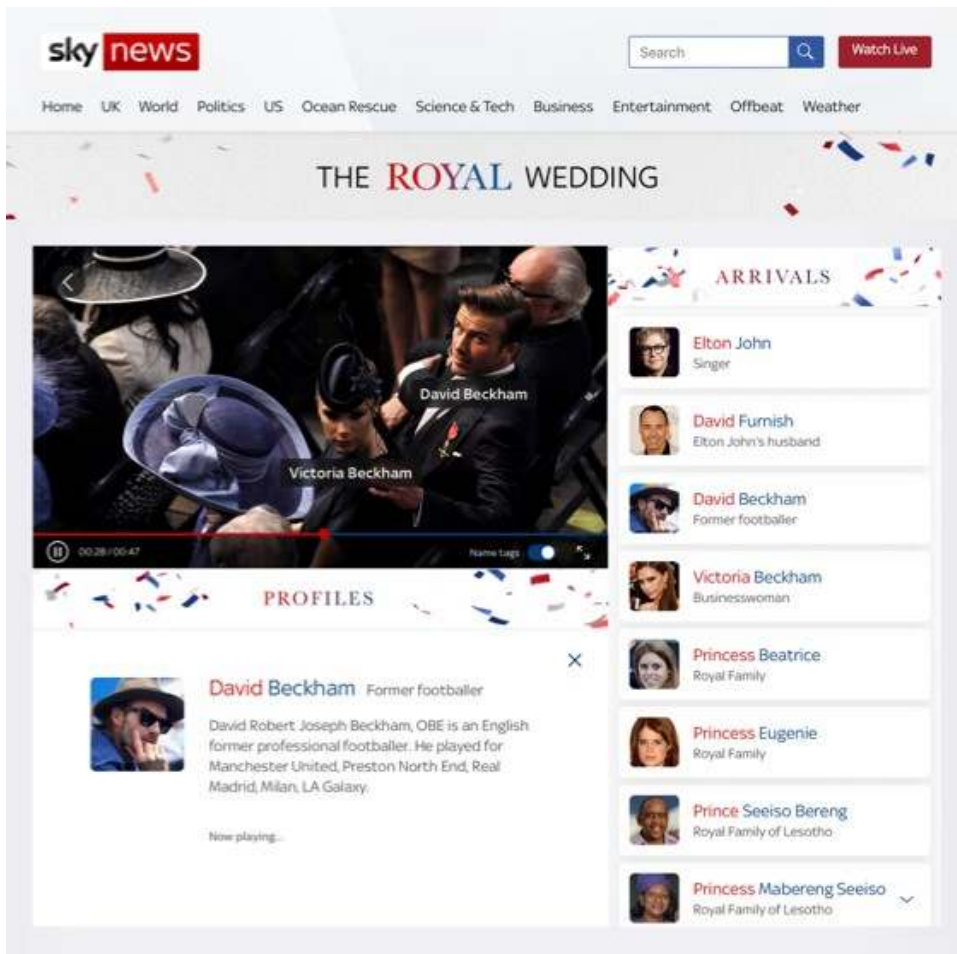 sky news
Search
Watch Live
Home UK World Politics US Ocean Rescue Science & Tech Business Entertainment Offbeat Weather
THE ROYAL WEDDING
David Beckham
Victoria Beckham
00:28 / 00:47
Name tags
PROFILES
David Beckham Former footballer
David Robert Joseph Beckham, OBE is an English
former professional footballer. He played for
Manchester United, Preston North End, Real
Madrid, Milan, LA Galaxy.
Now playing...
ARRIVALS
Elton John
Singer
David Furnish
Elton John's husband
David Beckham
Former footballer
Victoria Beckham
Businesswoman
Princess Beatrice
Royal Family
Princess Eugenie
Royal Family
Prince Seeiso Bereng
Royal Family of Lesotho
Princess Mabereng Seeiso
Royal Family of Lesotho